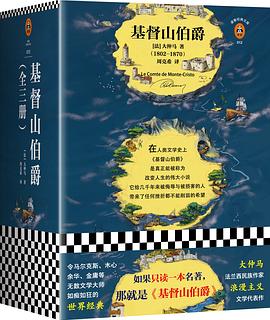 基督山伯爵
[法]大仲马
(1802—1870)
周克希 译
Le Comte de Monte-Cristo
在人类文学史上
《基督山伯爵》
是真正能被称为
改变人生的伟大小说
它给几千年来被侮辱与被损害的人
带来了任何挫折都不能剥弱的希望
基督山伯爵
（全三册）
令马尔克斯、木心
余华、金庸等
无数文学大师
如痴如狂的
世界经典
如果只读一本名著，
那就是《基督山伯爵》
大仲马
法兰西民族作家
浪漫主义
文学代表作